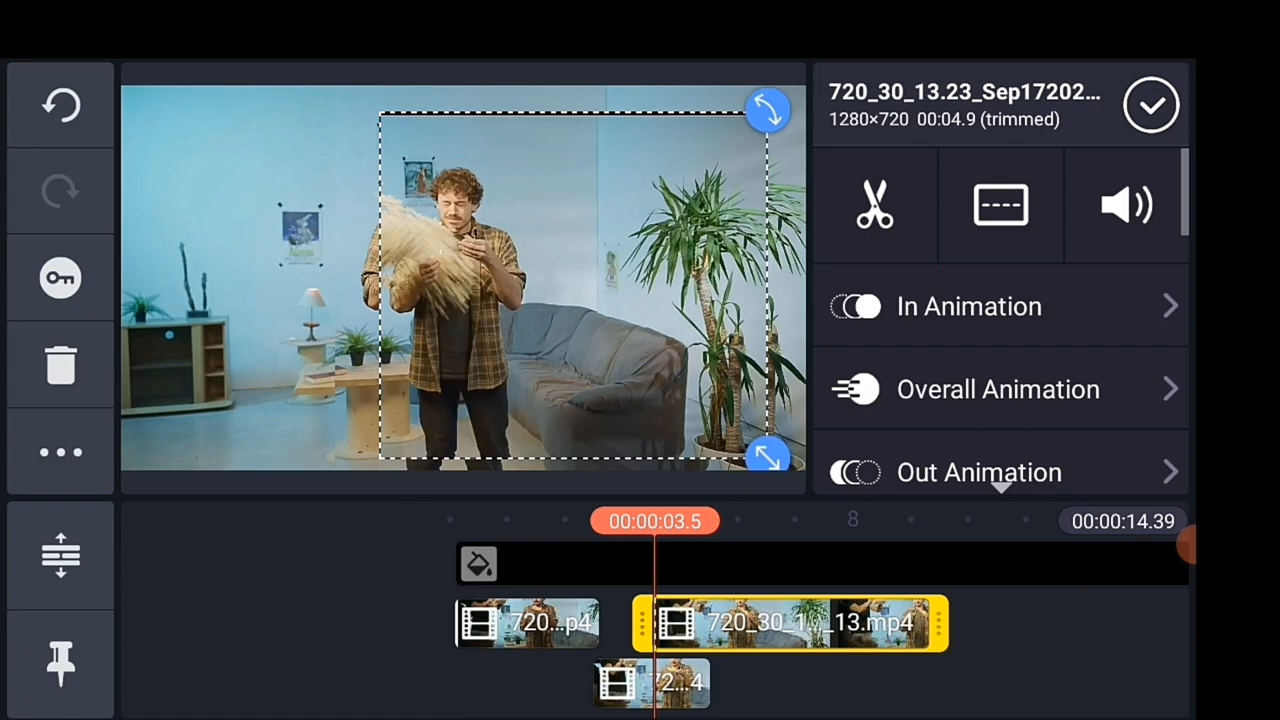 720_30_13.23_Sep17202...
1280×720 00:04.9 (trimmed)
In Animation
Overall Animation
Out Animation
00:00:03.5
8
00:00:14.39
720...p4
720_30_1..._13.mp4
72...4